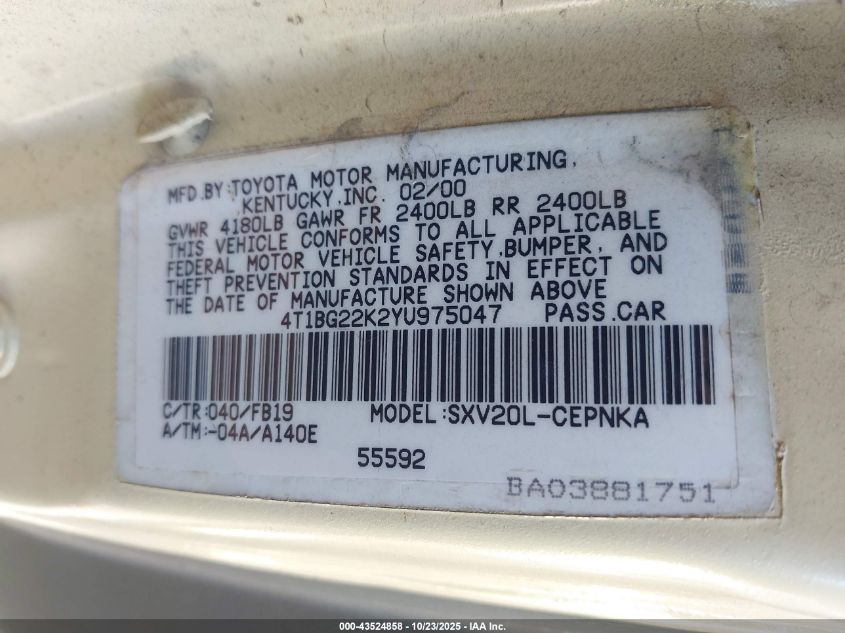 MFD.BY:TOYOTA MOTOR MANUFACTURING,
KENTUCKY,INC. 02/00
GVWR 4180LB GAWR FR 2400LB RR 2400LB
THIS VEHICLE CONFORMS TO ALL APPLICABLE
FEDERAL MOTOR VEHICLE SAFETY,BUMPER, AND
THEFT PREVENTION STANDARDS IN EFFECT ON
THE DATE OF MANUFACTURE SHOWN ABOVE
4T1BG22K2YU975047 PASS.CAR
C/TR:040/FB19 MODEL:SXV20L-CEPNKA
A/TM:-04A/A140E
55592
BA03881751
000-43524858 - 10/23/2025 - IAA Inc.